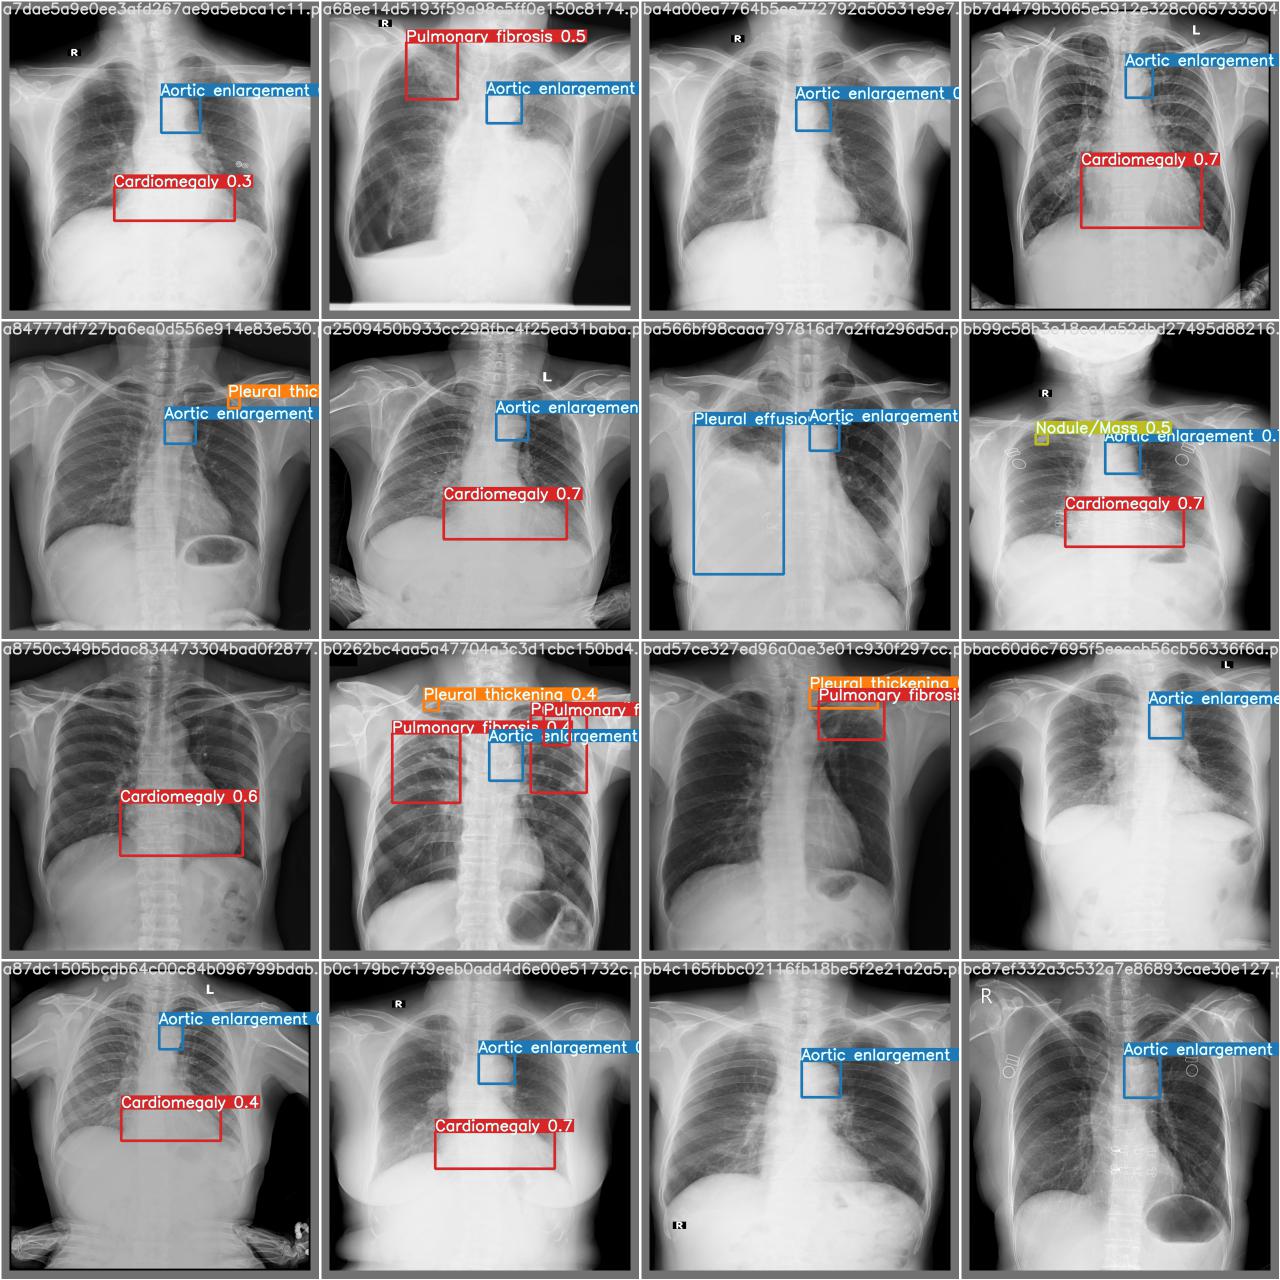 a7dae5a9e0ee3afd267ae9a5ebca1c11.p
R
Aortic enlargement
Cardiomegaly 0.3
a68ee14d5193f59a98c5ff0e150c8174.p
R
Pulmonary fibrosis 0.5
Aortic enlargement
ba4a00ea7764b5ee772792a50531e9e7.
R
Aortic enlargement 0
bb7d4479b3065e5912e328c065733504
L
Aortic enlargement
Cardiomegaly 0.7
a84777df727ba6ea0d556e914e83e530.p
Pleural thic
Aortic enlargement
a2509450b933cc298fbc4f25ed31baba.p
L
Aortic enlargemen
Cardiomegaly 0.7
ba566bf98caaa797816d7a2ffa296d5d.p
Pleural effusio
Aortic enlargement
R
Nodule/Mass 0.5
Aortic enlargement 0.
Cardiomegaly 0.7
a8750c349b5dac834473304bad0f2877.
Cardiomegaly 0.6
b0262bc4aa5a47704a3c3d1cbc150bd4.
Pleural thickening 0.4
Pulmonary f
Pulmonary fibrosis 0.4
Aortic enlargement
bad57ce327ed96a0ae3e01c930f297cc.p
Pleural thickening
Pulmonary fibrosis
L
Aortic enlargeme
a87dc1505bcdb64c00c84b096799bdab.
L
Aortic enlargement 0
Cardiomegaly 0.4
b0c179bc7f39eeb0add4d6e00e51732c.p
R
Aortic enlargement 0
Cardiomegaly 0.7
bb4c165fbbc02116fb18be5f2e21a2a5.p
Aortic enlargement
R
bc87ef332a3c532a7e86893cae30e127.p
R
Aortic enlargement